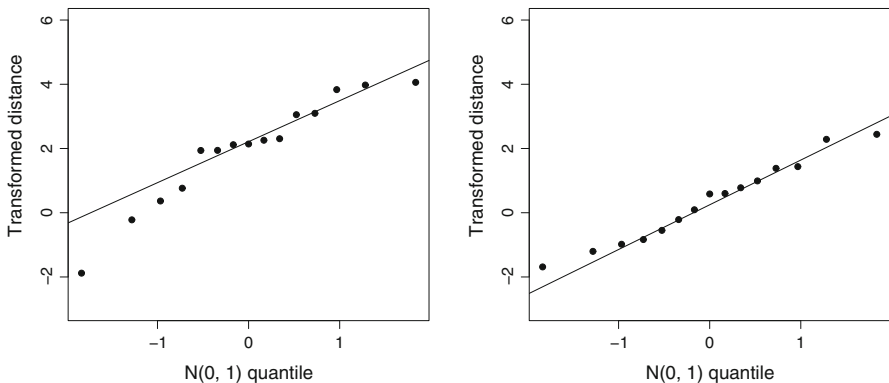 Transformed distance
6
4
2
0
−2
−1 0 1
N(0, 1) quantile
Transformed distance
6
4
2
0
−2
−1 0 1
N(0, 1) quantile